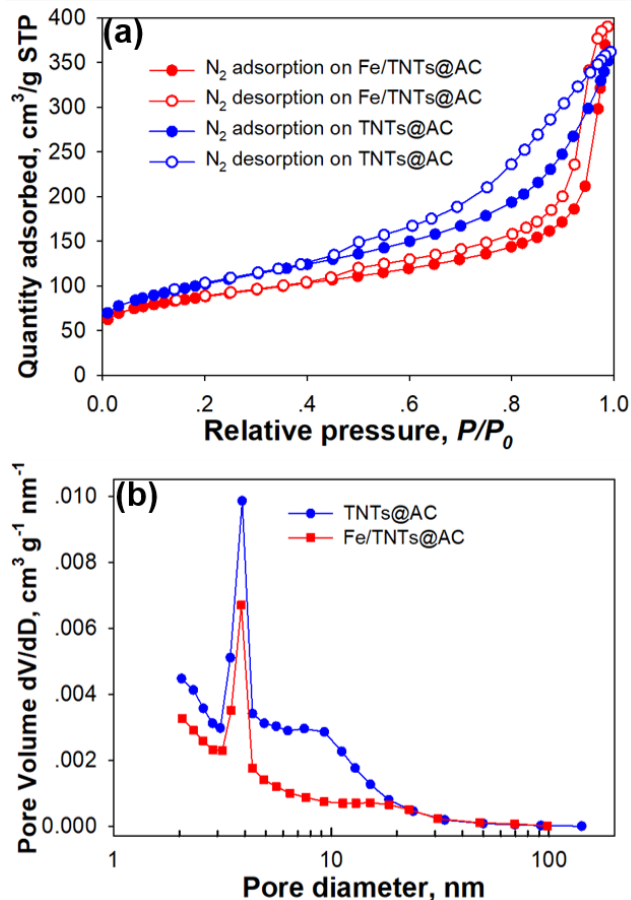 (a)
N2 adsorption on Fe/TNTs@AC
N2 desorption on Fe/TNTs@AC
N2 adsorption on TNTs@AC
N2 desorption on TNTs@AC
Quantity adsorbed, cm3/g STP
400
350
300
250
200
150
100
50
0
0.0 .2 .4 .6 0.8 1.0
Relative pressure, P/P0
(b)
TNTs@AC
Fe/TNTs@AC
Pore Volume dV/dD, cm3 g-1 nm-1
.010
.008
.006
.004
.002
0.000
1 10 100
Pore diameter, nm